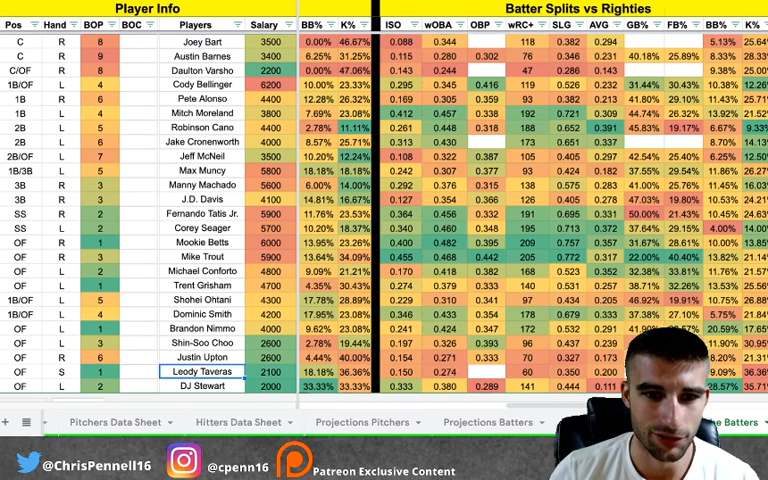 Player Info Batter Splits vs Righties
Pos Hand BOP BOC Players Salary BB% K% ISO wOBA OBP wRC+ SLG AVG GB% FB% BB% K%
C R 8 Joey Bart 3500 0.00% 46.67% 0.088 0.344 118 0.382 0.294 5.13% 25.64%
C R 9 Austin Barnes 3400 6.25% 31.25% 0.115 0.280 0.302 76 0.346 0.231 40.18% 25.89% 8.33% 28.33%
C/OF R 8 Daulton Varsho 2200 0.00% 47.06% 0.143 0.244 47 0.286 0.143 9.38% 25.00%
1B/OF L 4 Cody Bellinger 6200 10.00% 23.33% 0.295 0.345 0.416 119 0.526 0.232 31.44% 30.43% 10.38% 12.26%
1B R 6 Pete Alonso 4400 12.28% 26.32% 0.169 0.305 0.359 93 0.382 0.213 41.80% 29.10% 11.43% 25.71%
1B L 4 Mitch Moreland 3800 7.69% 23.08% 0.412 0.457 0.338 192 0.721 0.309 44.74% 26.32% 13.92% 21.52%
2B L 5 Robinson Cano 4400 2.78% 11.11% 0.261 0.448 0.318 188 0.652 0.391 45.83% 19.17% 6.67% 9.33%
2B L 6 Jake Cronenworth 4000 8.57% 25.71% 0.313 0.430 173 0.651 0.337 8.70% 14.13%
2B/OF L 7 Jeff McNeil 3500 10.20% 12.24% 0.108 0.322 0.387 105 0.405 0.297 42.54% 25.40% 6.25% 12.50%
1B/3B L 5 Max Muncy 5800 18.18% 18.18% 0.242 0.307 0.377 93 0.424 0.182 37.55% 29.54% 11.86% 26.27%
3B R 3 Manny Machado 5600 6.00% 14.00% 0.292 0.376 0.315 138 0.575 0.283 41.00% 25.76% 11.45% 16.03%
3B R 3 J.D. Davis 4100 14.81% 16.67% 0.127 0.354 0.366 126 0.405 0.278 47.03% 19.80% 10.53% 24.21%
SS R 2 Fernando Tatis Jr. 5900 11.76% 23.53% 0.364 0.456 0.332 191 0.695 0.331 50.00% 21.43% 10.45% 24.63%
SS L 2 Corey Seager 5700 10.20% 18.37% 0.340 0.460 0.348 195 0.713 0.372 37.64% 29.15% 4.00% 14.00%
OF R 1 Mookie Betts 6000 13.95% 23.26% 0.400 0.482 0.395 209 0.757 0.357 31.67% 28.61% 10.00% 13.85%
OF R 3 Mike Trout 5900 13.64% 34.09% 0.455 0.468 0.442 205 0.772 0.317 22.00% 40.40% 13.82% 21.14%
OF L 2 Michael Conforto 4800 9.09% 21.21% 0.170 0.418 0.382 168 0.523 0.352 32.38% 33.81% 11.76% 21.57%
OF L 1 Trent Grisham 4700 4.35% 30.43% 0.274 0.379 0.333 140 0.531 0.257 38.71% 32.26% 13.53% 25.56%
1B/OF L 5 Shohei Ohtani 4300 17.78% 28.89% 0.229 0.310 0.341 97 0.434 0.205 46.92% 19.91% 10.75% 26.88%
1B/OF L 4 Dominic Smith 4200 17.95% 23.08% 0.346 0.433 0.354 178 0.679 0.333 37.68% 27.10% 5.75% 21.84%
OF L 1 Brandon Nimmo 4000 9.62% 23.08% 0.241 0.424 0.347 172 0.532 0.291 20.59% 17.65%
OF L 3 Shin-Soo Choo 2600 2.78% 19.44% 0.167 0.327 0.393 96 0.437 0.239 11.90% 30.95%
OF R 6 Justin Upton 2600 4.44% 40.00% 0.154 0.271 0.333 70 0.327 0.173 8.20% 21.31%
OF S 1 Leody Taveras 2100 18.18% 36.36% 0.150 0.274 60 0.350 0.200 9.09% 36.36%
OF L 2 DJ Stewart 2000 33.33% 33.33% 0.333 0.380 0.289 141 0.444 0.111 28.57% 35.71%
Pitchers Data Sheet Hitters Data Sheet Projections Pitchers Projections Batters Batters
@ChrisPennell16 @cpenn16 Patreon Exclusive Content